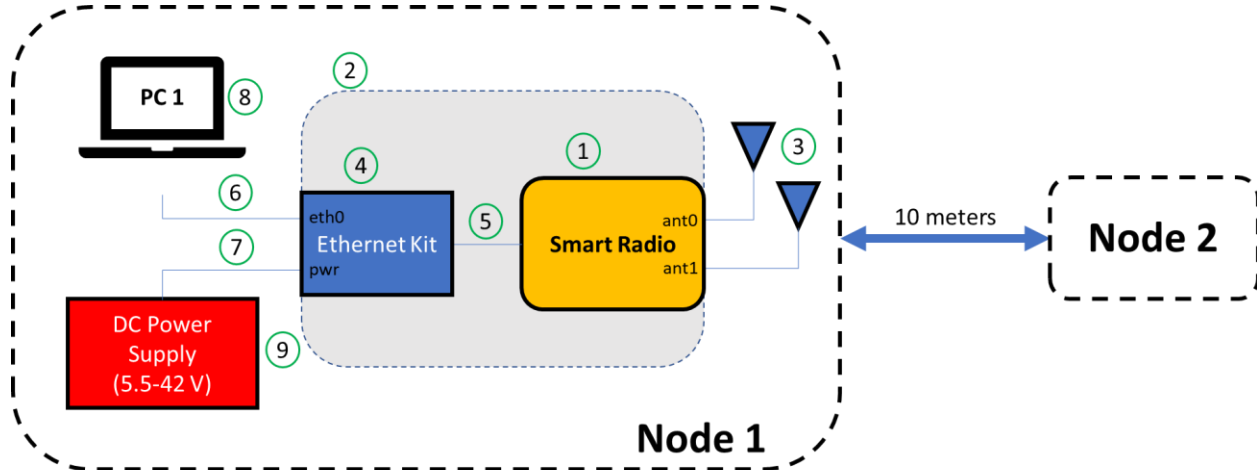 2
PC 1
8
3
1
4
6
eth0
5
ant0
10 meters
Ethernet Kit
Smart Radio
Node 2
7
pwr
ant1
DC Power
Supply
(5.5-42 V)
9
Node 1